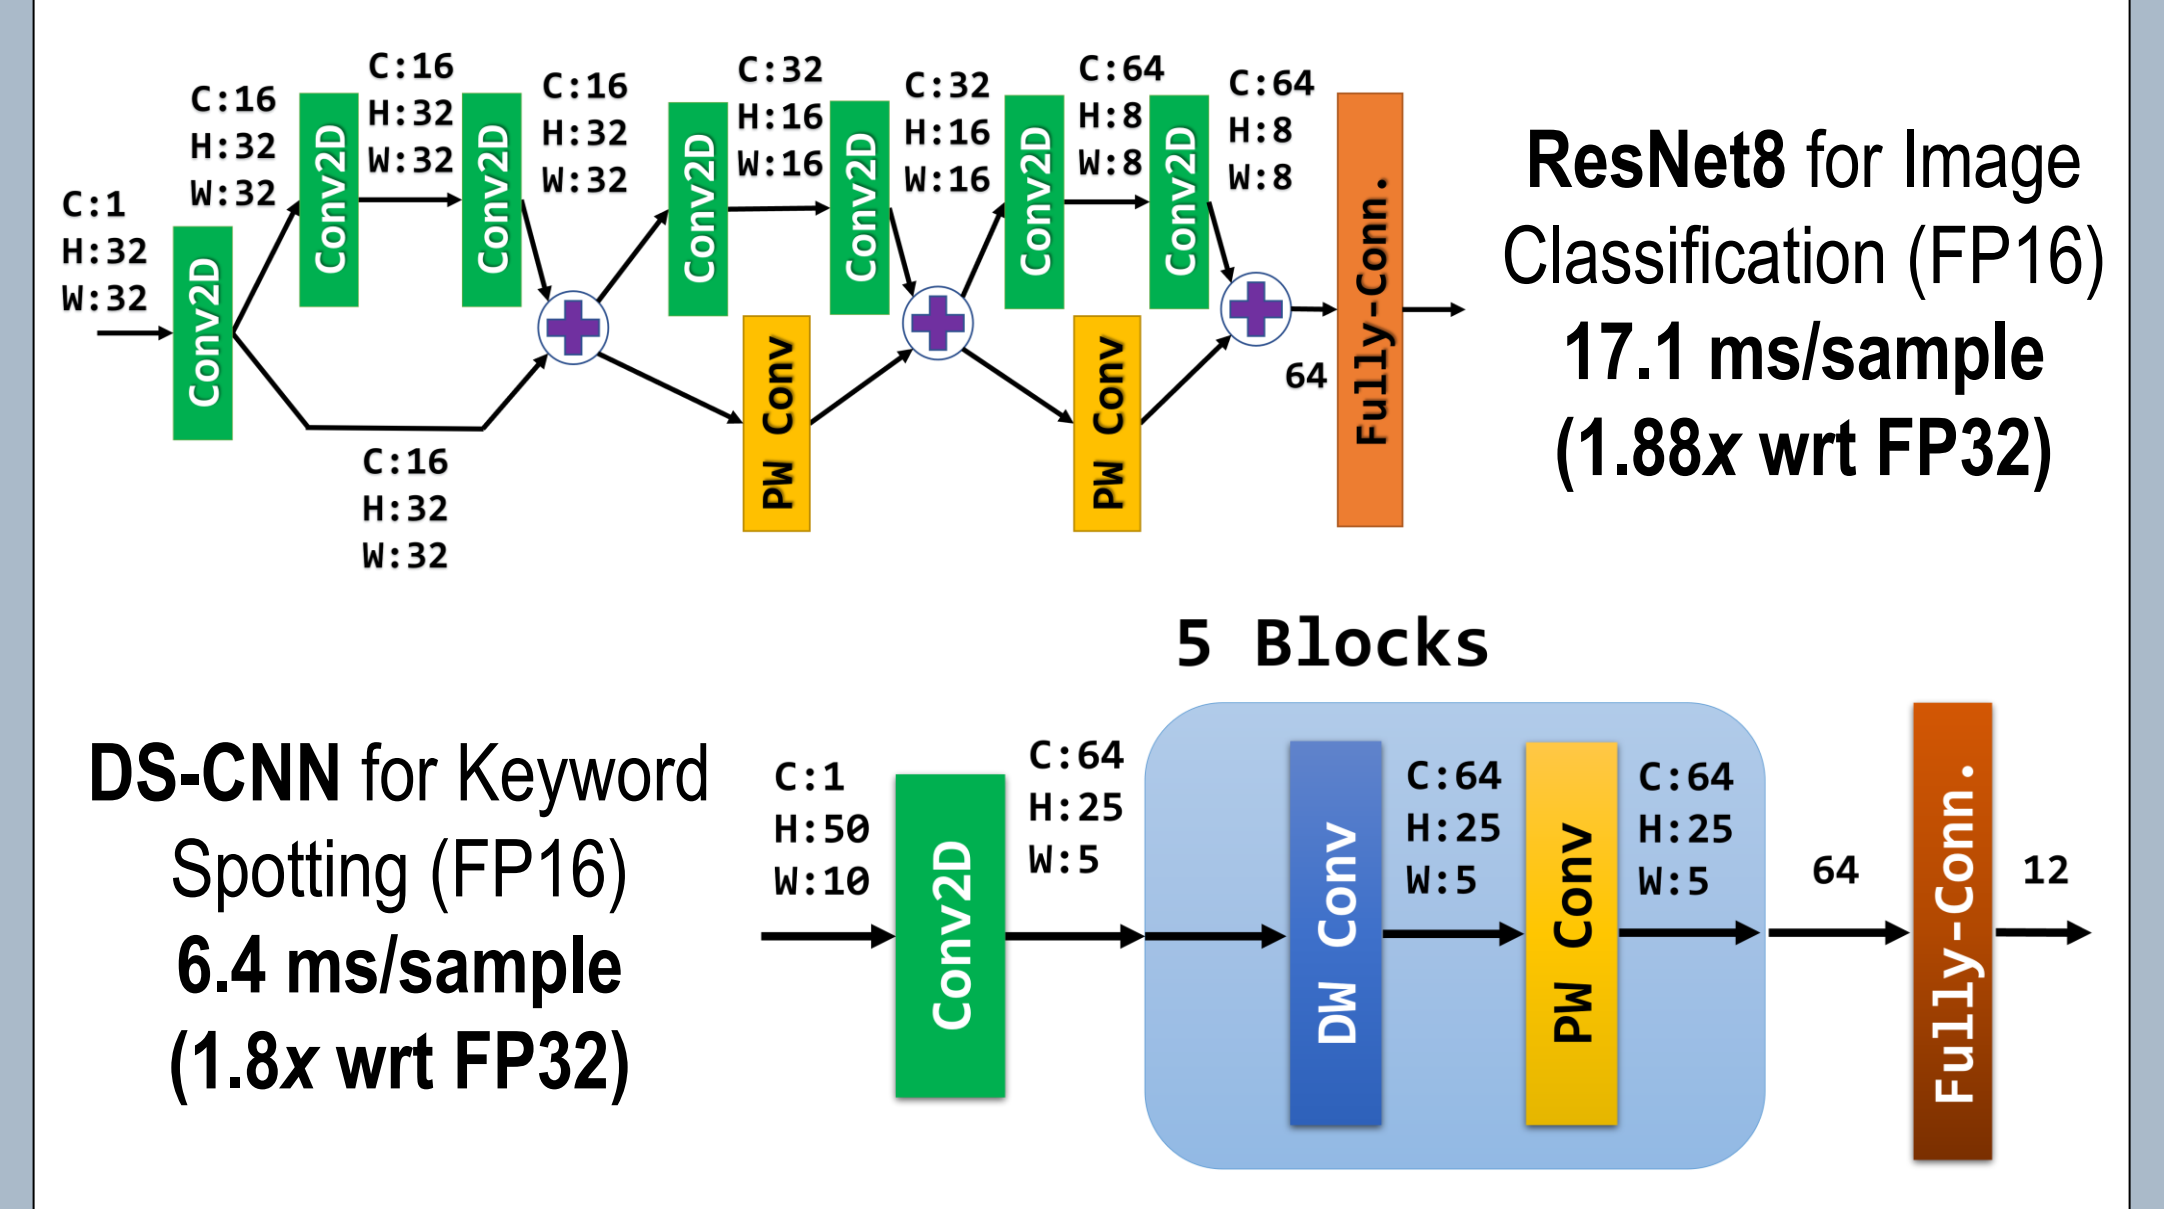 C:1
H:32
W:32
Conv2D
C:16
H:32
W:32
Conv2D
C:16
H:32
W:32
Conv2D
C:16
H:32
W:32
C:16
H:32
W:32
Conv2D
C:32
H:16
W:16
Conv2D
PW Conv
C:32
H:16
W:16
Conv2D
C:64
H:8
W:8
Conv2D
PW Conv
C:64
H:8
W:8
64
Fully-Conn.
ResNet8 for Image
Classification (FP16)
17.1 ms/sample
(1.88x wrt FP32)
DS-CNN for Keyword
Spotting (FP16)
6.4 ms/sample
(1.8x wrt FP32)
5 Blocks
C:1
H:50
W:10
Conv2D
C:64
H:25
W:5
DW Conv
C:64
H:25
W:5
PW Conv
C:64
H:25
W:5
64
Fully-Conn.
12